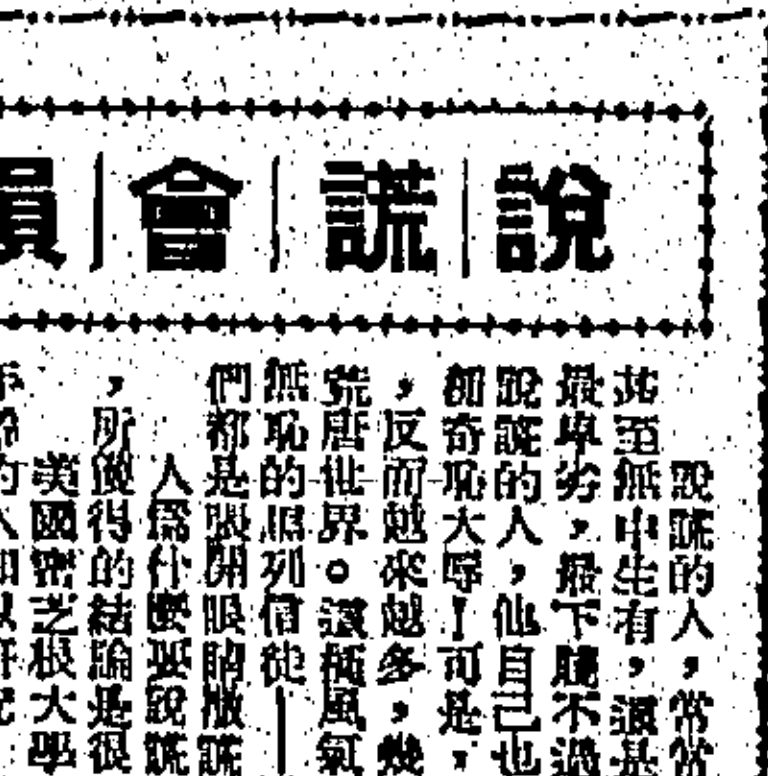 說謊會員
說謊的人，常常
甚至無中生有，還是
最卑劣，最下賤不過
說謊的人，他自己也
奇恥大辱！可是，
，反而越來越多，幾
荒唐世界。這種風氣
無恥的馬列信徒—
們都是張開眼睛撒謊
人爲什麼要說謊
，所獲得的結論是很
美國密芝根大學